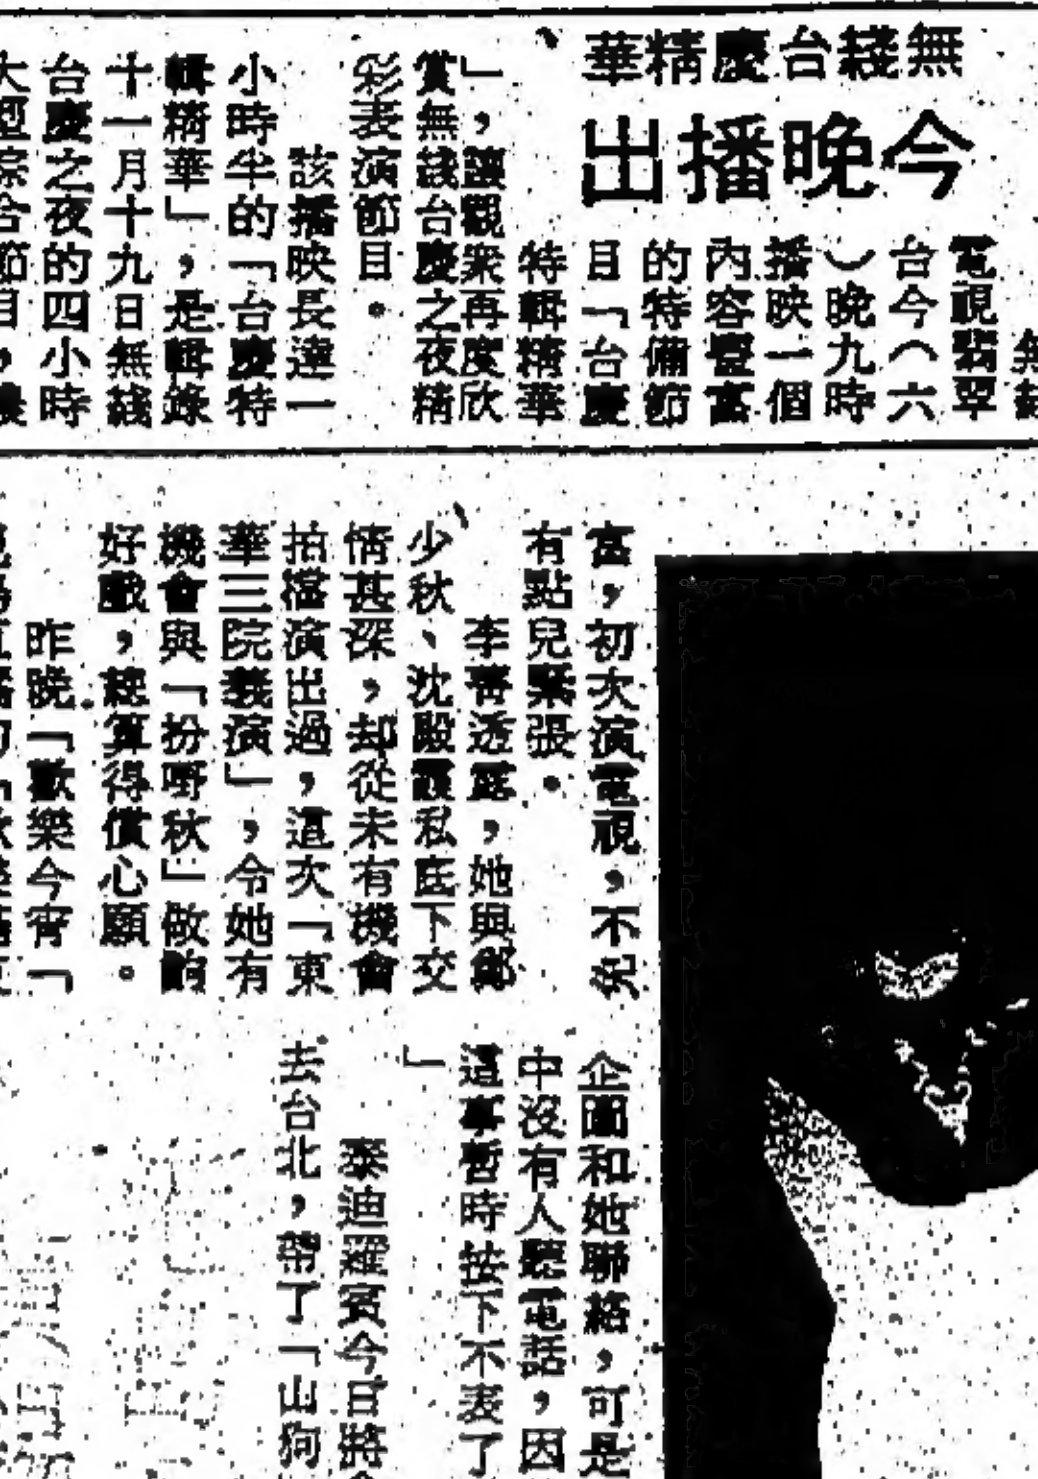 無綫台慶精華
今晚播出
無綫
電視翡翠
台今︵六
︶晚九時
播映一個
內容豐富
的特備節
目「台慶
特輯精華
」，讓觀衆再度欣
賞無綫台慶之夜精
彩表演節目。
該播映長達一
小時半的「台慶特
輯精華」，是輯錄
十一月十九日無綫
台慶之夜的四小時
大型綜合節目，
富，初次演電視，不免
有點兒緊張。
李菁透露，她與鄭
少秋、沈殿霞私底下交
情甚深，却從未有機會
拍檔演出過，這次「東
華三院義演」，令她有
機會與「扮嘢秋」做齣
好戲，總算得償心願。
昨晚「歡樂今宵「
企圖和她聯絡，可是
中沒有人聽電話，因
這事暫時按下不表了
」
泰迪羅賓今日將
去台北，帶了「山狗